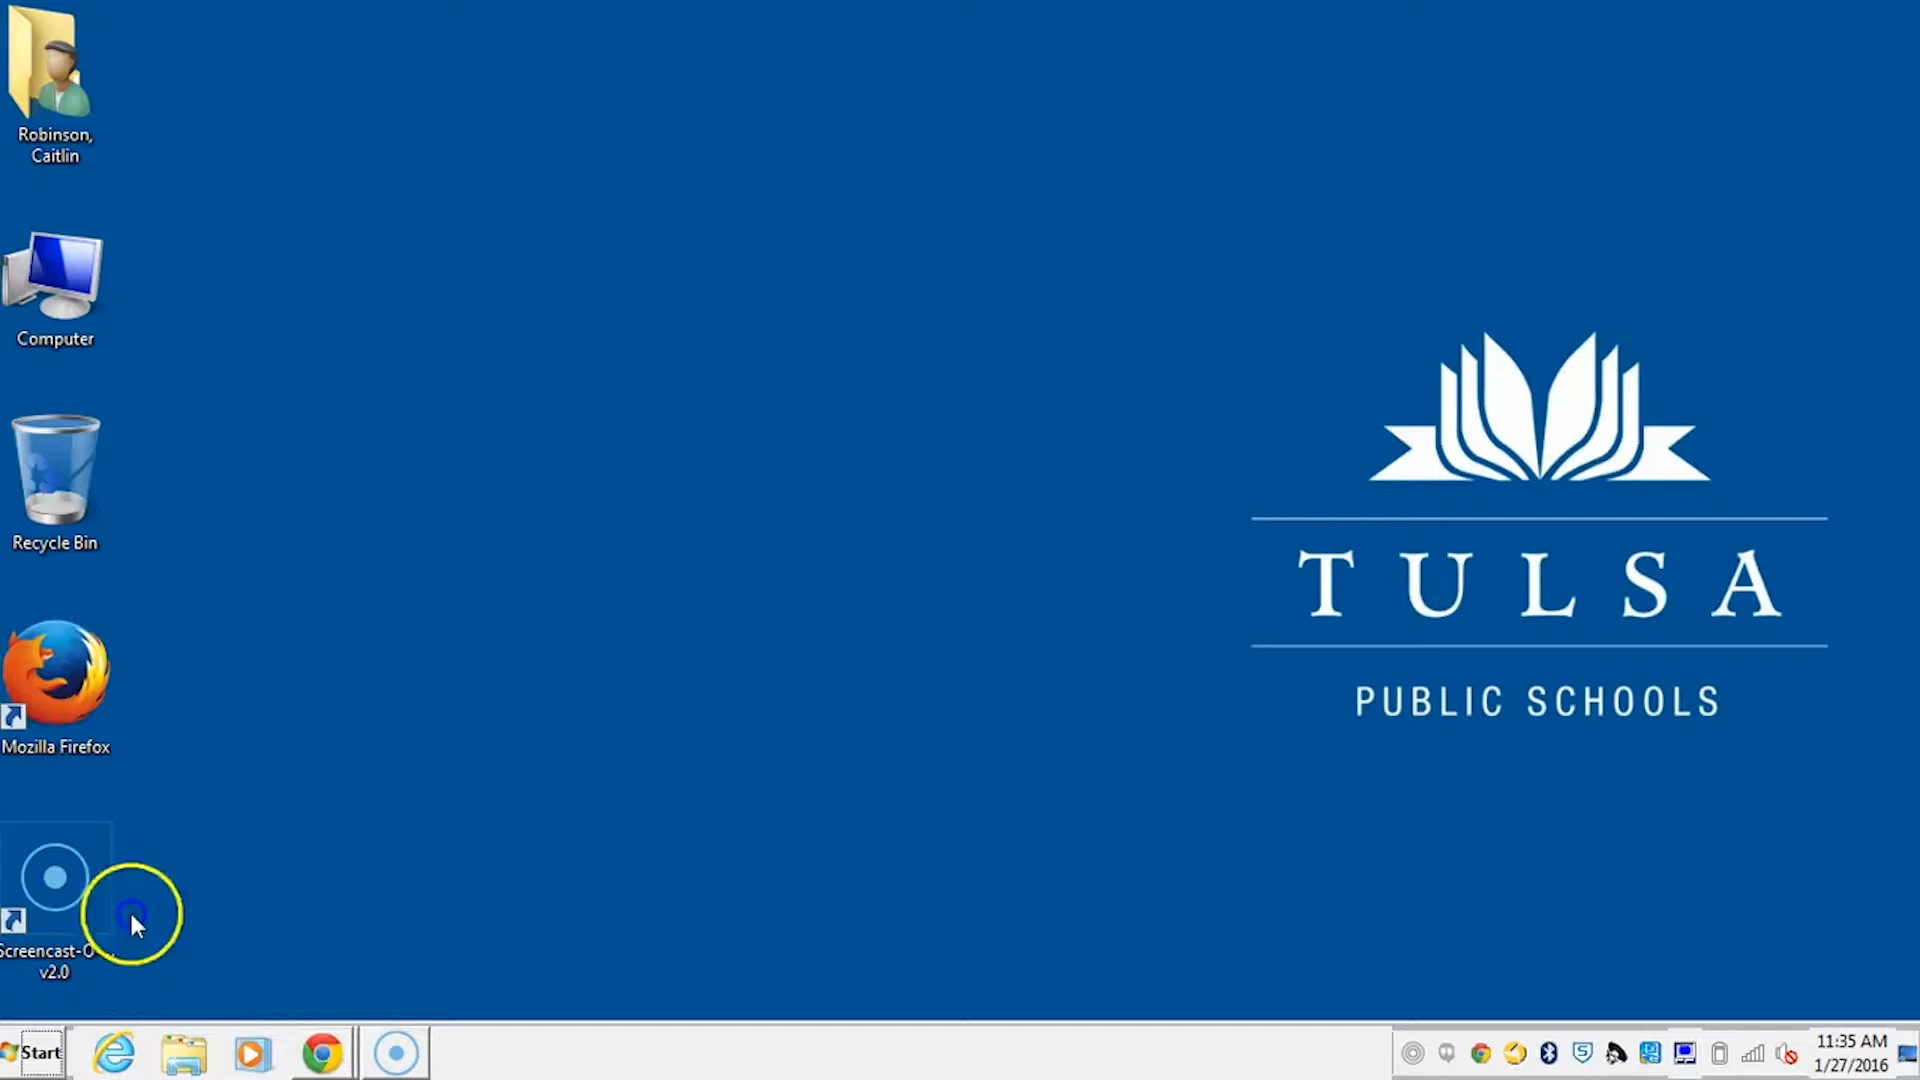 Robinson,
Caitlin
Computer
Recycle Bin
Mozilla Firefox
Screencast-O-...
v2.0
TULSA
PUBLIC SCHOOLS
Start
11:35 AM
1/27/2016